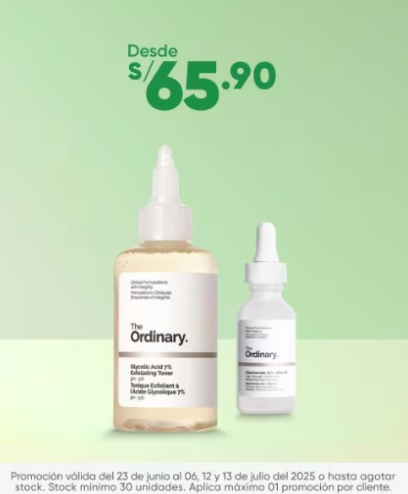 Desde
S/65.90
The
Ordinary.
Glycolic Acid 7%
Exfoliating Toner
Tonique Exfoliant à
l'Acide Glycolique 7%
The
Ordinary.
Promoción válida del 23 de junio al 06, 12 y 13 de julio del 2025 o hasta agotar
stock. Stock mínimo 30 unidades. Aplica máximo 01 promoción por cliente.